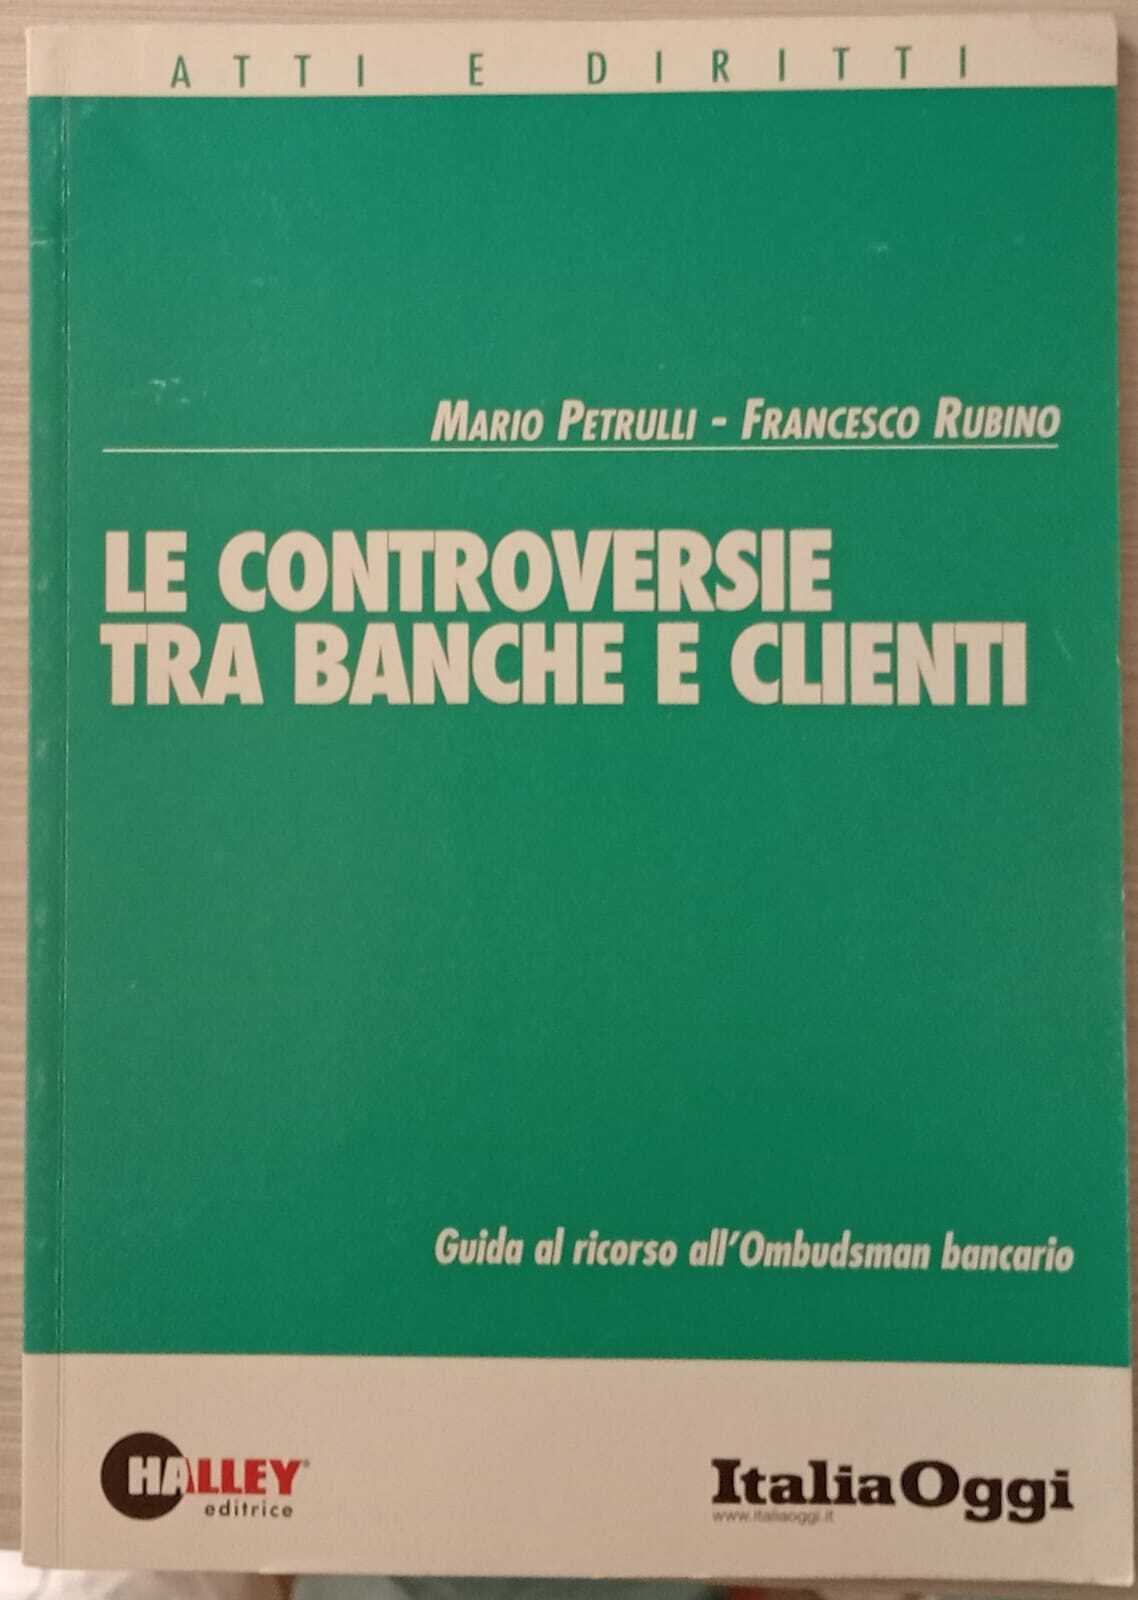 ATTI E DIRITTI
MARIO PETRULLI - FRANCESCO RUBINO
LE CONTROVERSIE
TRA BANCHE E CLIENTI
Guida al ricorso all'Ombudsman bancario
HALLEY®
editrice
ItaliaOggi
www.italiaoggi.it